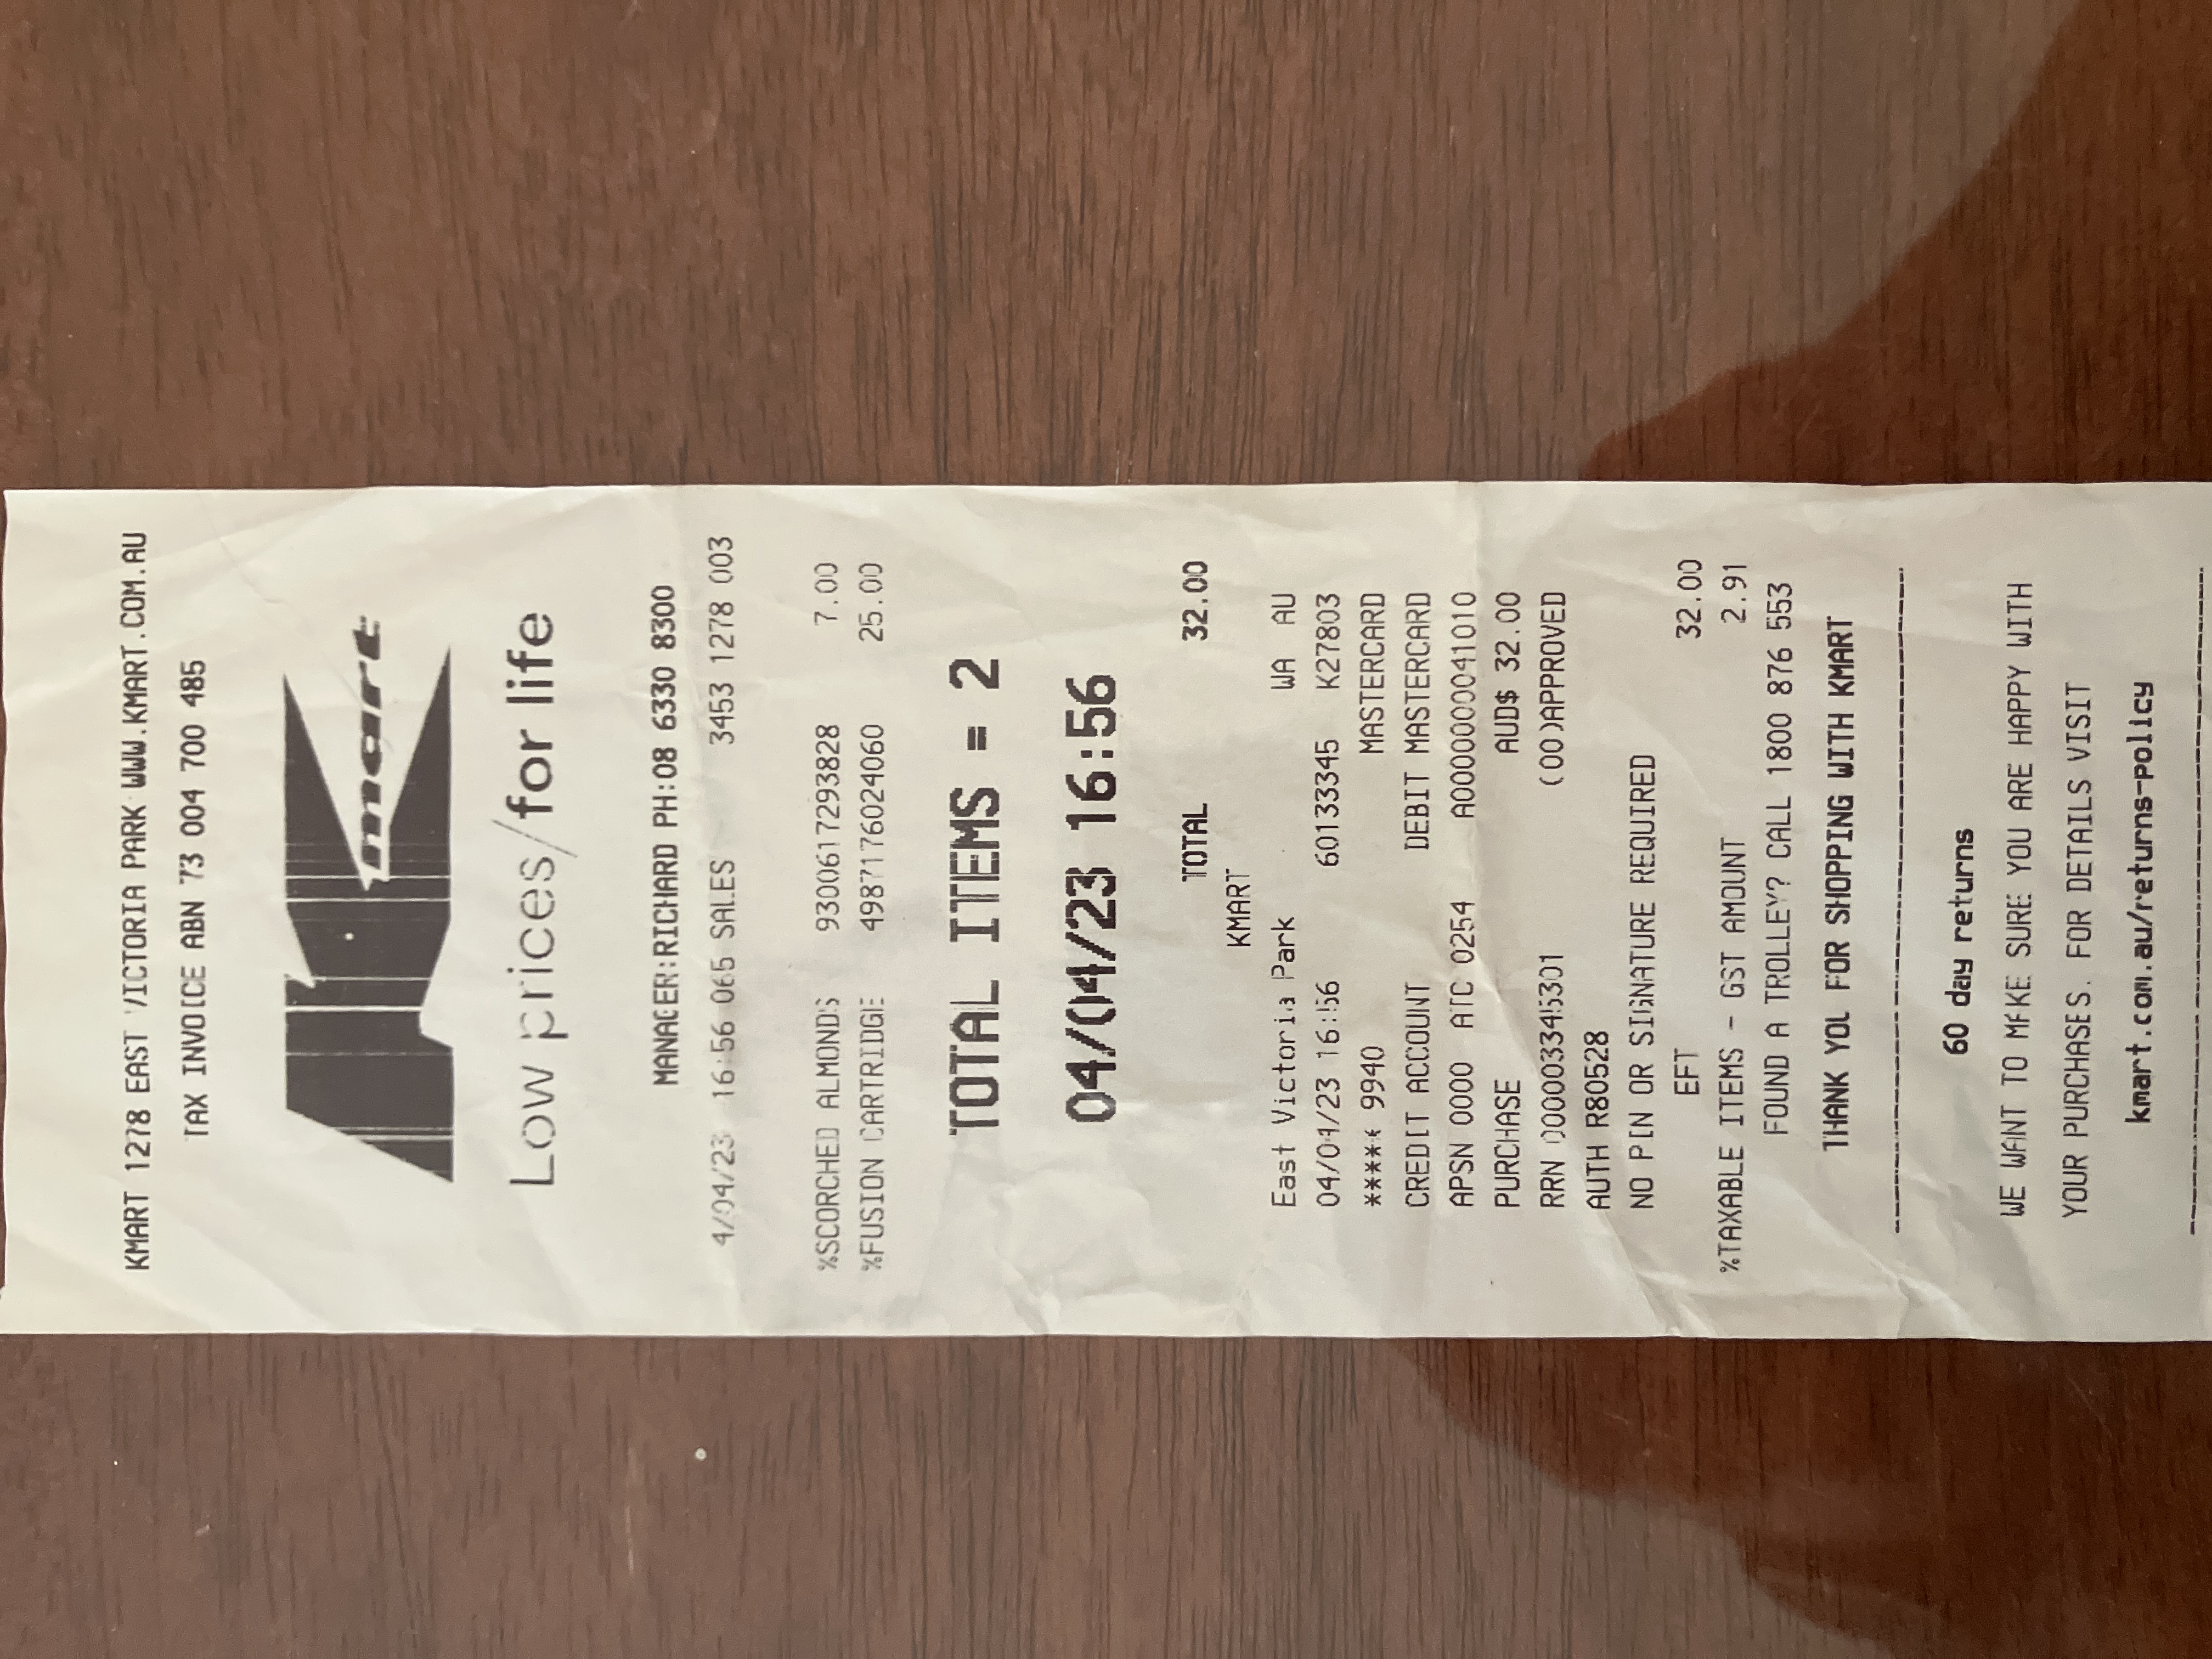 KMART 1278 EAST VICTORIA PARK WWW.KMART.COM.AU
TAX INVOICE ABN 73 004 700 485
Kmart
Low prices/for life
MANAGER:RICHARD PH:08 6330 8300
4/04/23 16:56 065 SALES 3453 1278 003
%SCORCHED ALMONDS 9300617293828 7.00
%FUSION CARTRIDGE 4987176024060 25.00
TOTAL ITEMS = 2
04/04/23 16:56
TOTAL 32.00
KMART
East Victoria Park WA AU
04/04/23 16:56 60133345 K27803
***** 9940 MASTERCARD
CREDIT ACCOUNT DEBIT MASTERCARD
APSN 0000 ATC 0254 A0000000041010
PURCHASE AUD$ 32.00
RRN 000003345301 (00)APPROVED
AUTH R80528
NO PIN OR SIGNATURE REQUIRED
EFT 32.00
%TAXABLE ITEMS - GST AMOUNT 2.91
FOUND A TROLLEY? CALL 1800 876 553
THANK YOU FOR SHOPPING WITH KMART
60 day returns
WE WANT TO MAKE SURE YOU ARE HAPPY WITH
YOUR PURCHASES. FOR DETAILS VISIT
kmart.com.au/returns-policy